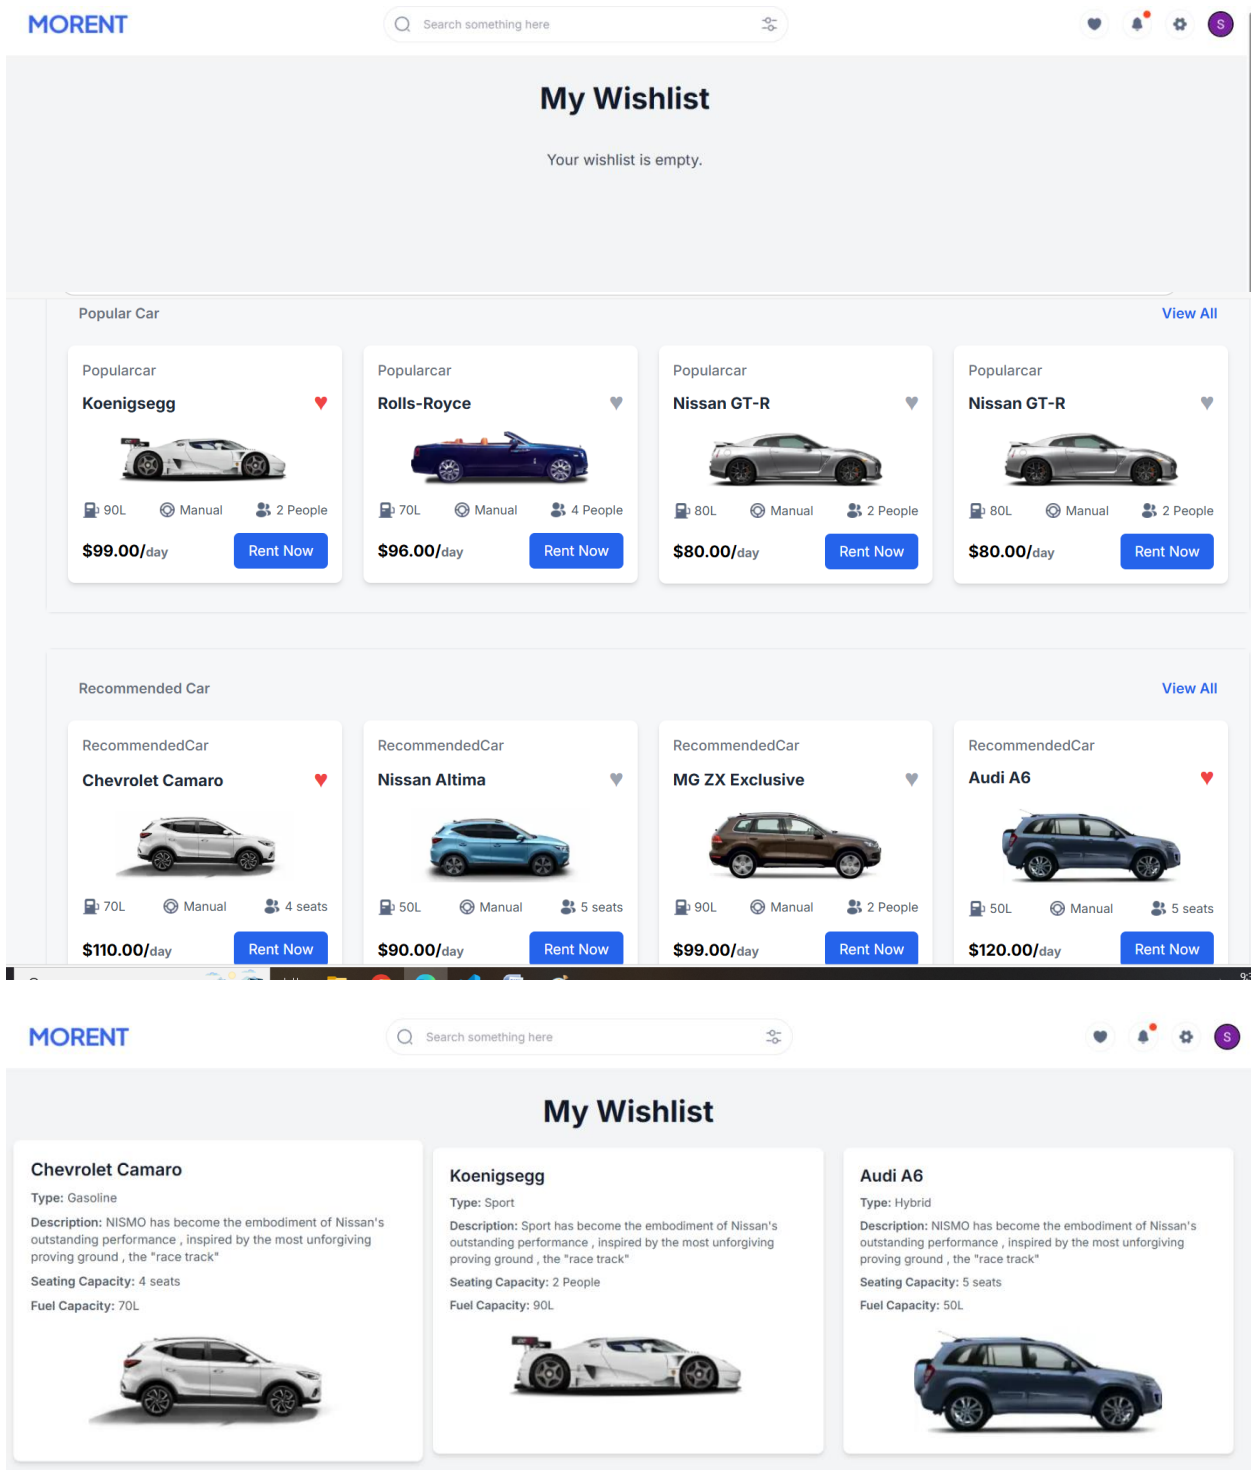 MORENT
Search something here
S
My Wishlist
Your wishlist is empty.
Popular Car
View All
Popularcar
Koenigsegg
90L Manual 2 People
$99.00/day
Rent Now
Popularcar
Rolls-Royce
70L Manual 4 People
$96.00/day
Rent Now
Popularcar
Nissan GT-R
80L Manual 2 People
$80.00/day
Rent Now
Popularcar
Nissan GT-R
80L Manual 2 People
$80.00/day
Rent Now
Recommended Car
View All
RecommendedCar
Chevrolet Camaro
70L Manual 4 seats
$110.00/day
Rent Now
RecommendedCar
Nissan Altima
50L Manual 5 seats
$90.00/day
Rent Now
RecommendedCar
MG ZX Exclusive
90L Manual 2 People
$99.00/day
Rent Now
RecommendedCar
Audi A6
50L Manual 5 seats
$120.00/day
Rent Now
MORENT
Search something here
S
My Wishlist
Chevrolet Camaro
Type: Gasoline
Description: NISMO has become the embodiment of Nissan's
outstanding performance , inspired by the most unforgiving
proving ground , the "race track"
Seating Capacity: 4 seats
Fuel Capacity: 70L
Koenigsegg
Type: Sport
Description: Sport has become the embodiment of Nissan's
outstanding performance , inspired by the most unforgiving
proving ground , the "race track"
Seating Capacity: 2 People
Fuel Capacity: 90L
Audi A6
Type: Hybrid
Description: NISMO has become the embodiment of Nissan's
outstanding performance , inspired by the most unforgiving
proving ground , the "race track"
Seating Capacity: 5 seats
Fuel Capacity: 50L